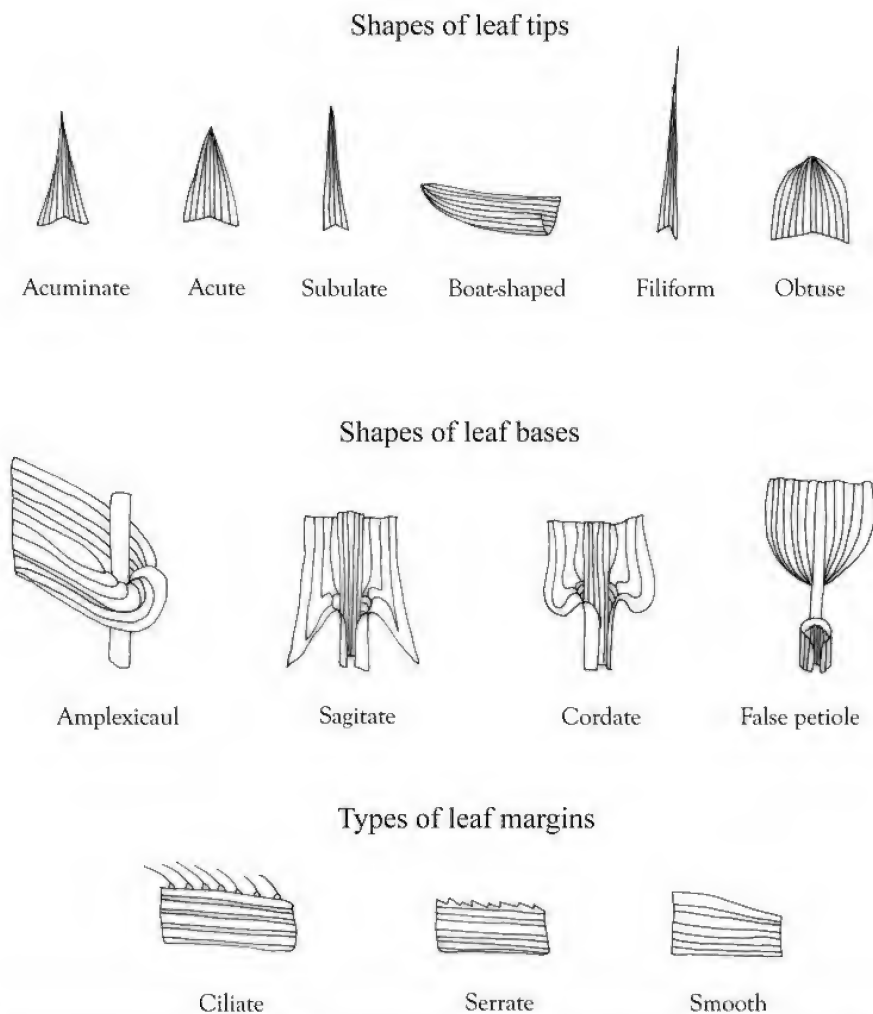 Shapes of leaf tips
Acuminate Acute Subulate Boat-shaped Filiform Obtuse
Shapes of leaf bases
Amplexicaul Sagitate Cordate False petiole
Types of leaf margins
Ciliate Serrate Smooth